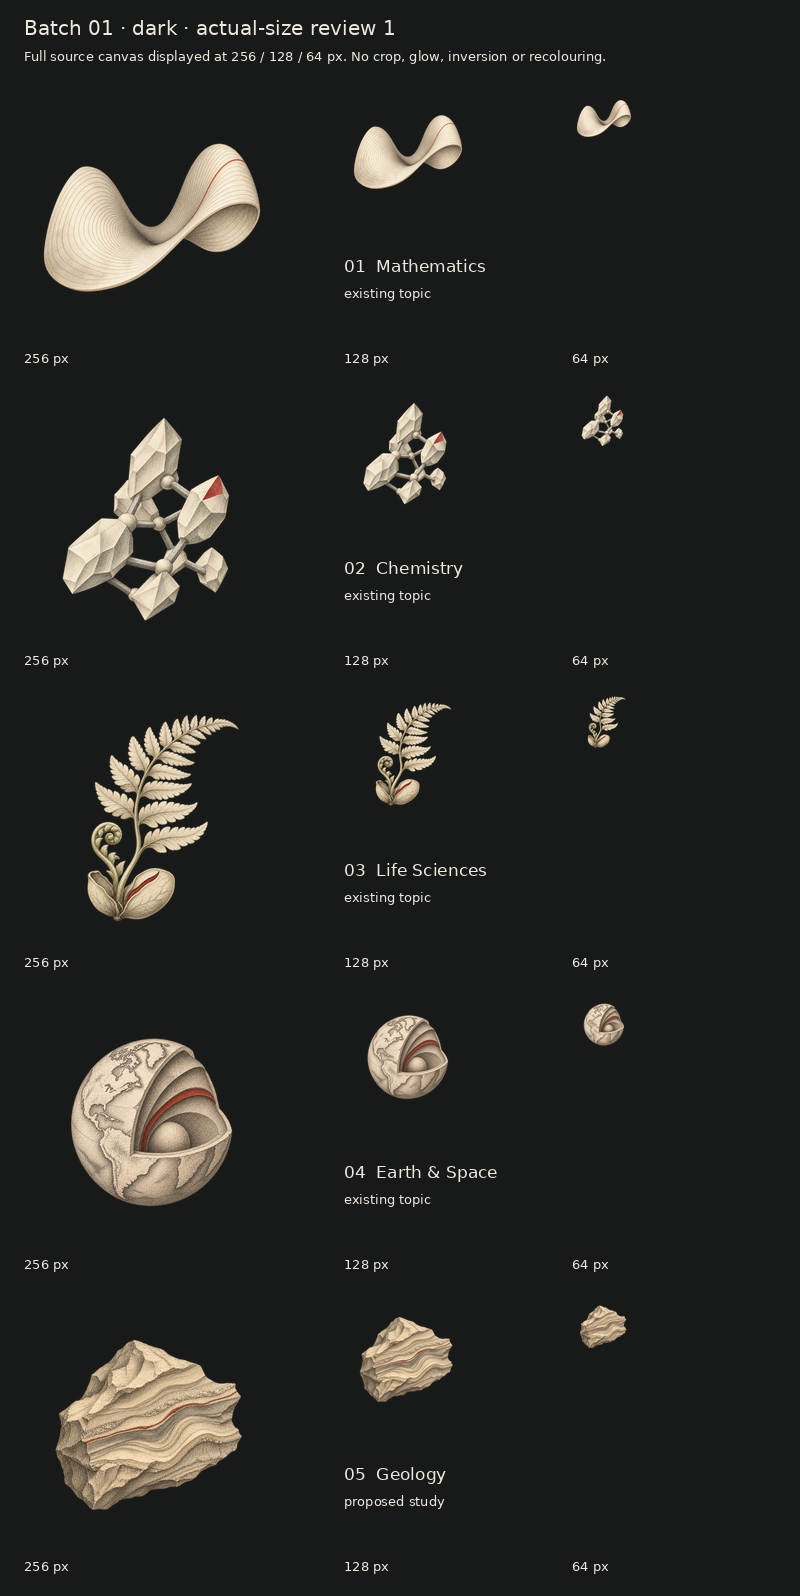 Batch 01 · dark · actual-size review 1
Full source canvas displayed at 256 / 128 / 64 px. No crop, glow, inversion or recolouring.
01 Mathematics
existing topic
256 px
128 px
64 px
02 Chemistry
existing topic
256 px
128 px
64 px
03 Life Sciences
existing topic
256 px
128 px
64 px
04 Earth & Space
existing topic
256 px
128 px
64 px
05 Geology
proposed study
256 px
128 px
64 px